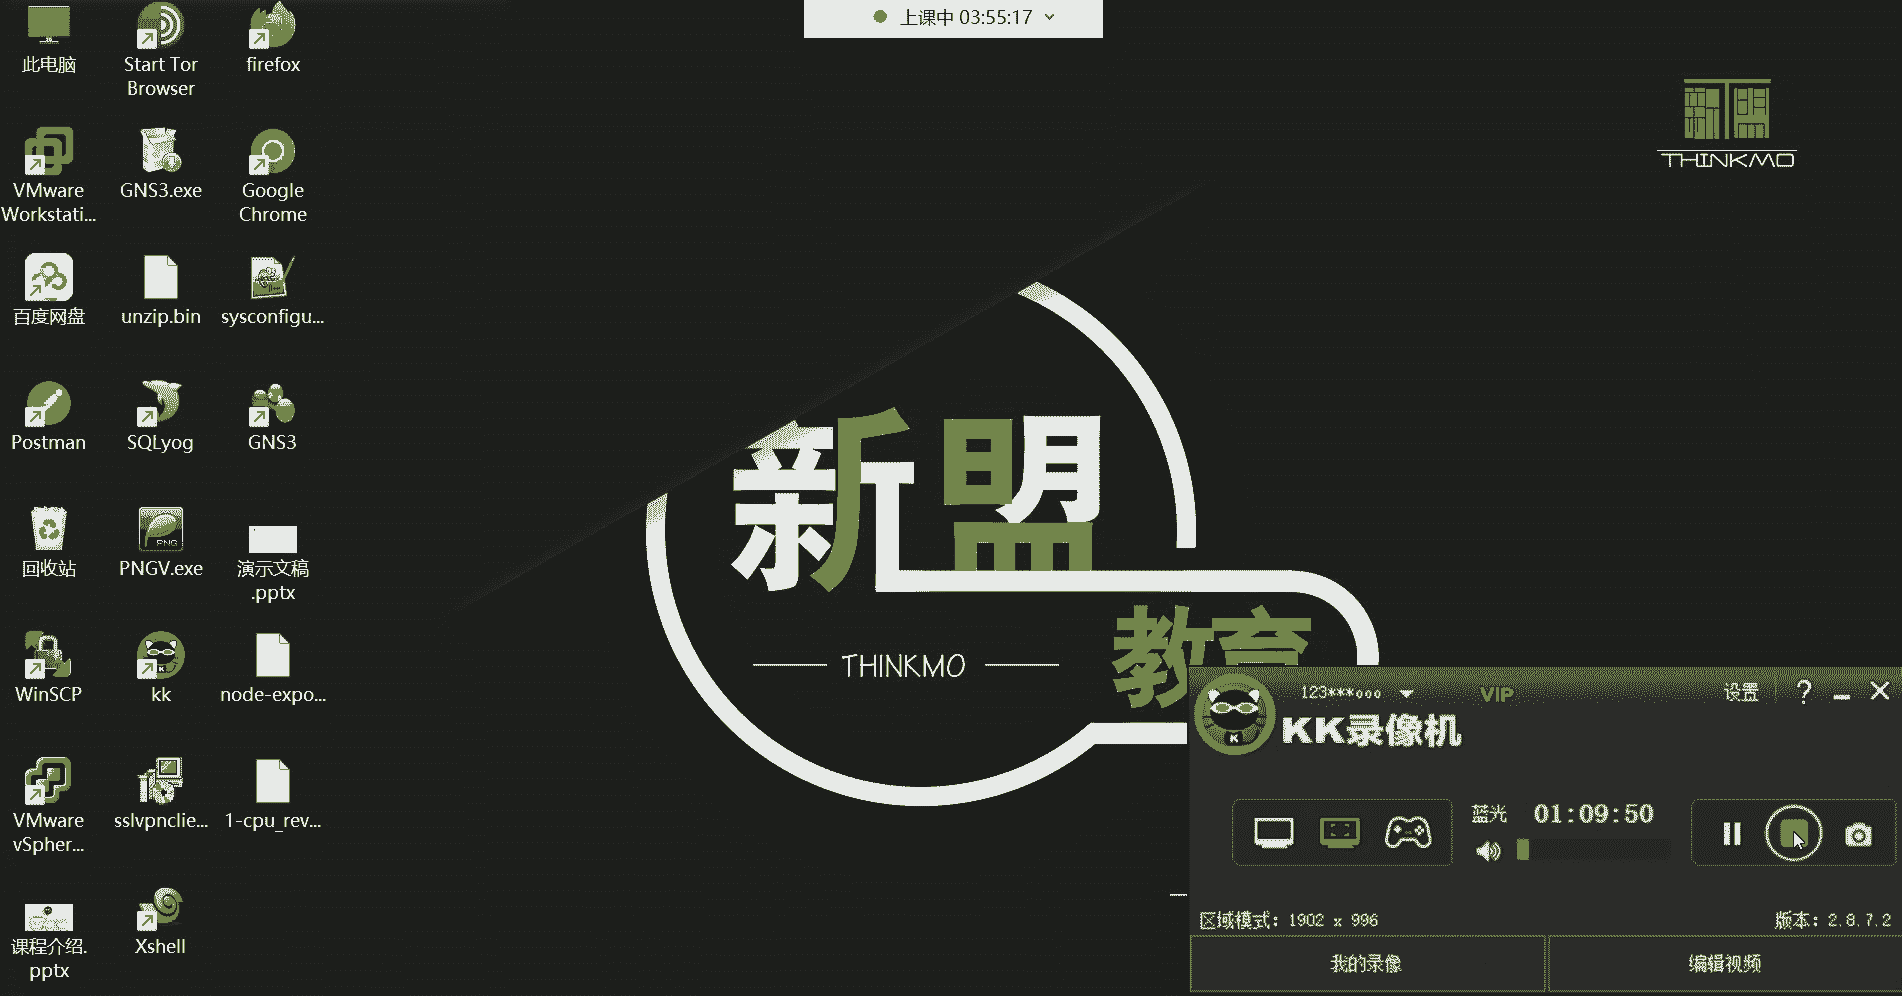 上课中 03:55:17
此电脑
Start Tor
Browser
firefox
THINKMO
VMware
Workstati...
GNS3.exe
Google
Chrome
百度网盘
unzip.bin
sysconfigu...
Postman
SQLyog
GNS3
新盟
教育
THINKMO
回收站
PNG
PNGV.exe
演示文稿
.pptx
WinSCP
kk
node-expo...
VMware
vSpher...
sslvpnclie...
1-cpu_rev...
课程介绍.
pptx
Xshell
123***ooo
VIP
设置
?
K
KK录像机
蓝光
01:09:50
区域模式: 1902 x 996
版本: 2.8.7.2
我的录像
编辑视频